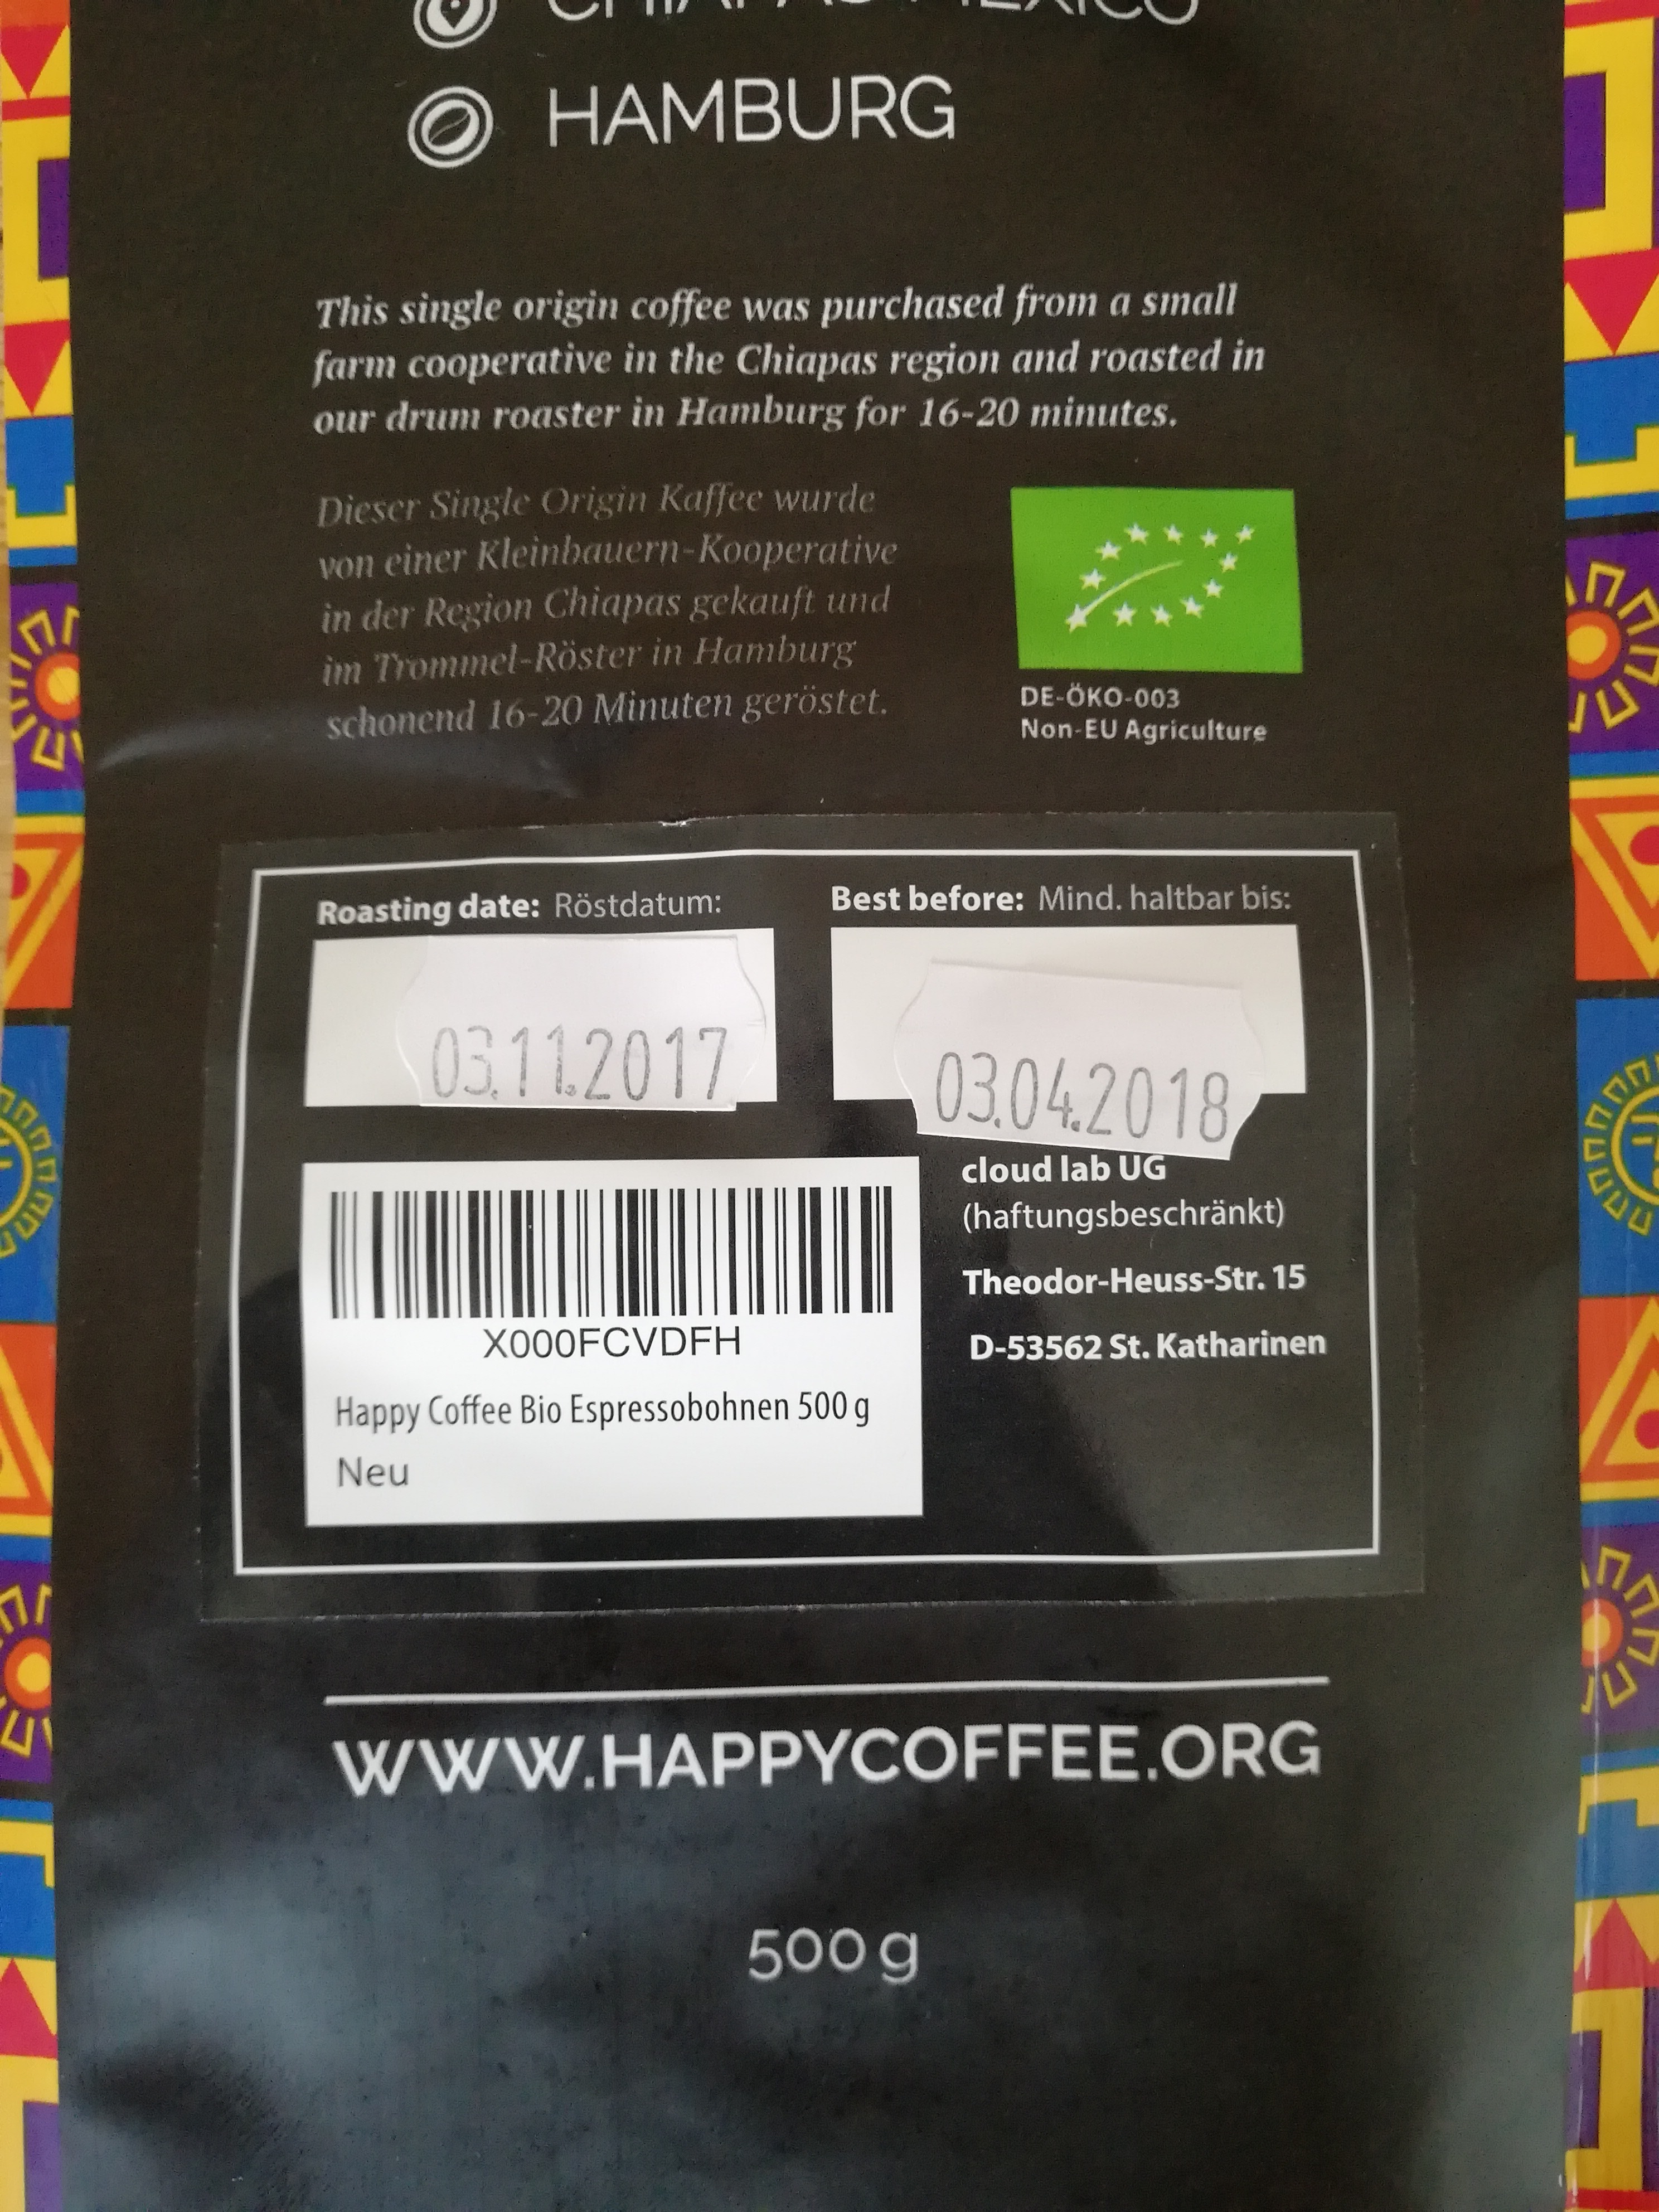 CHIAPAS MEXICO
HAMBURG
This single origin coffee was purchased from a small
farm cooperative in the Chiapas region and roasted in
our drum roaster in Hamburg for 16-20 minutes.
Dieser Single Origin Kaffee wurde
von einer Kleinbauern-Kooperative
in der Region Chiapas gekauft und
im Trommel-Röster in Hamburg
schonend 16-20 Minuten geröstet.
DE-ÖKO-003
Non-EU Agriculture
Roasting date: Röstdatum:
03.11.2017
Best before: Mind. haltbar bis:
03.04.2018
X000FCVDFH
Happy Coffee Bio Espressobohnen 500 g
Neu
cloud lab UG
(haftungsbeschränkt)
Theodor-Heuss-Str. 15
D-53562 St. Katharinen
WWW.HAPPYCOFFEE.ORG
500 g